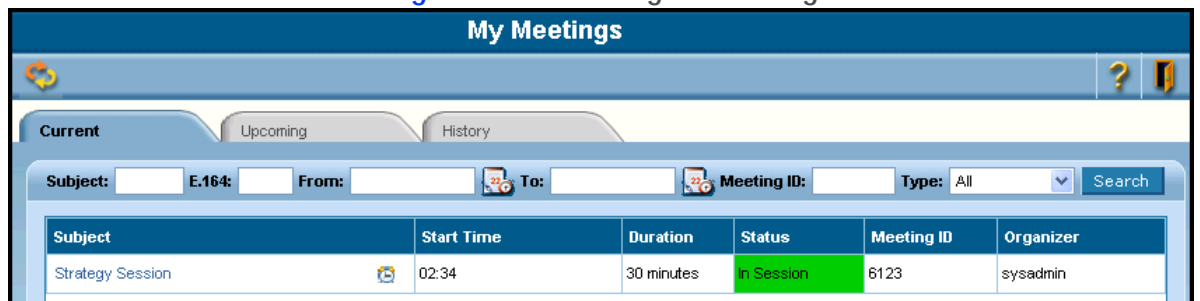 My Meetings
Current Upcoming History
Subject: E.164: From: To: Meeting ID: Type: All Search
Subject Start Time Duration Status Meeting ID Organizer
Strategy Session 02:34 30 minutes In Session 6123 sysadmin